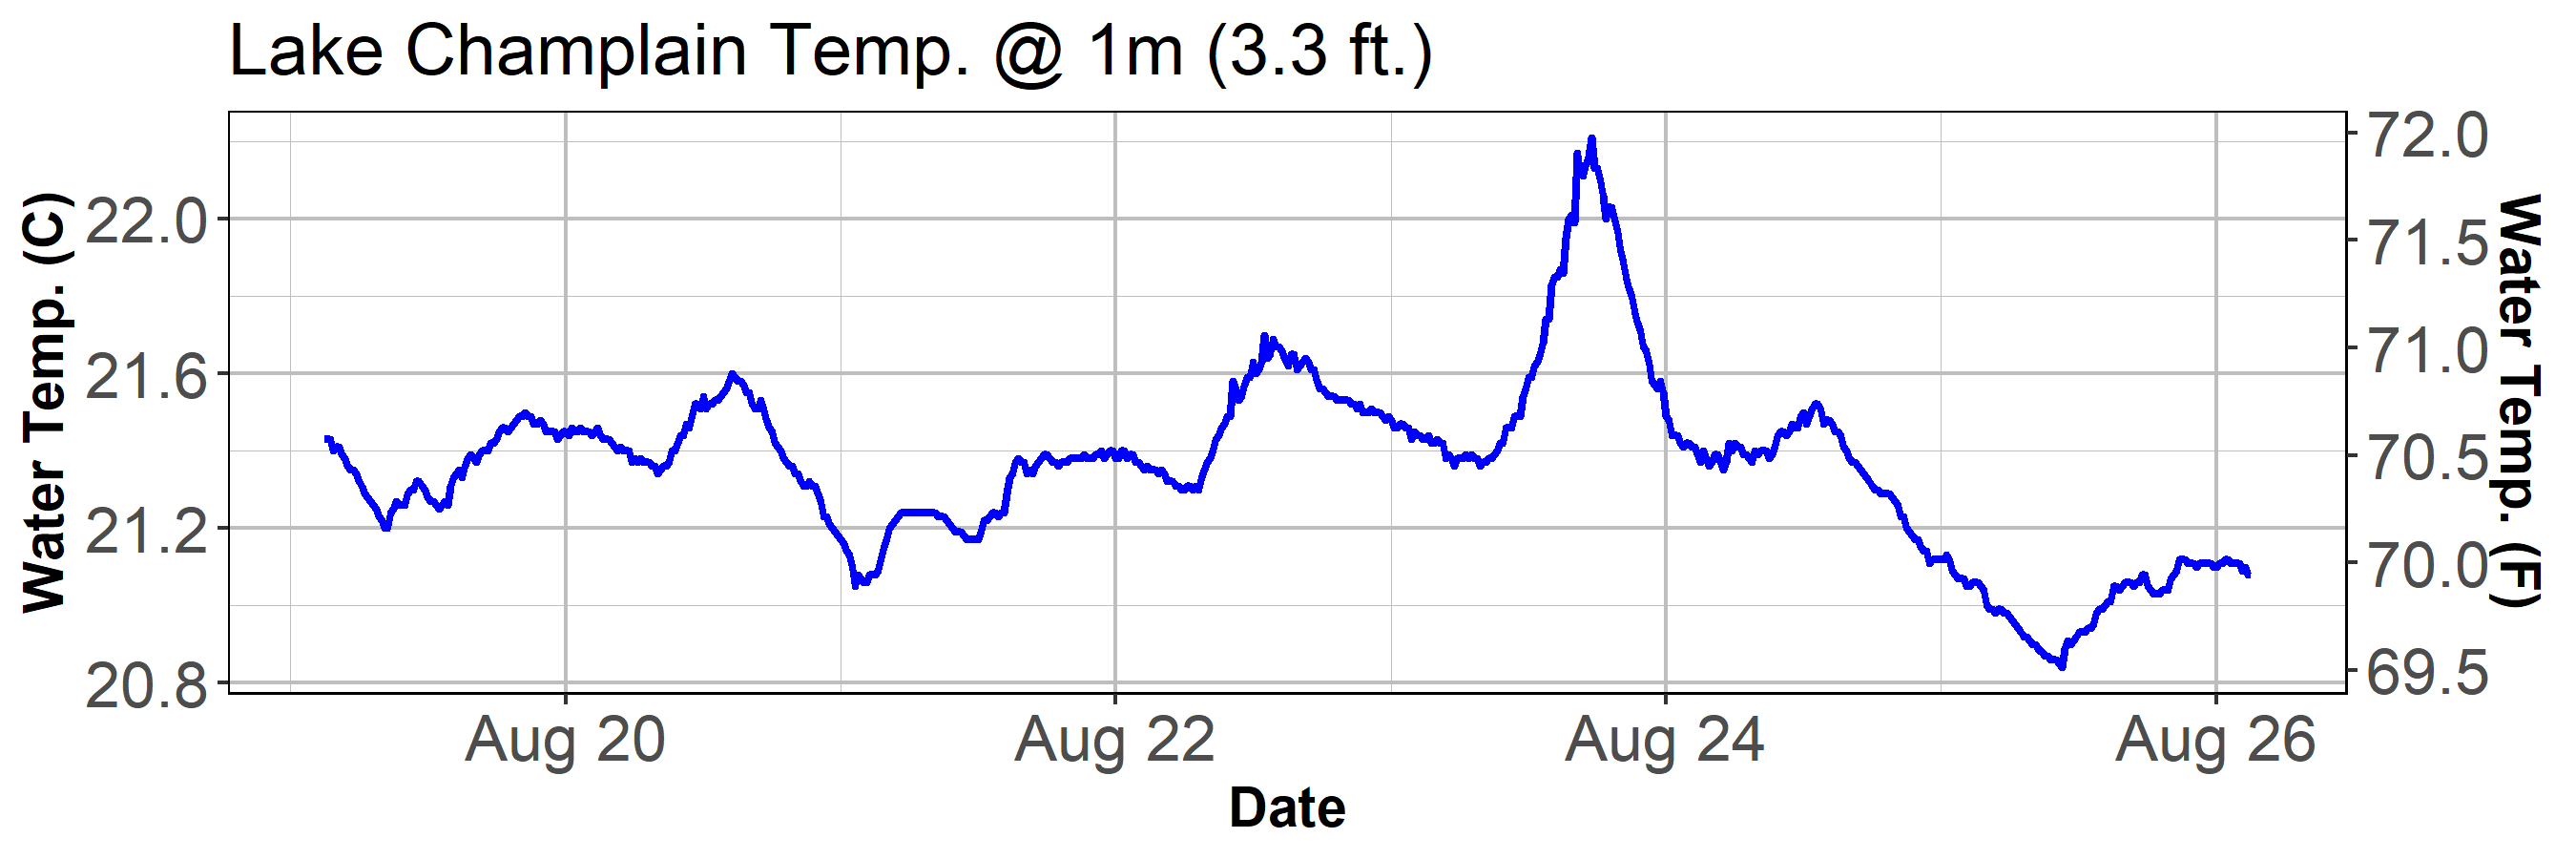 Lake Champlain Temp. @ 1m (3.3 ft.)
Water Temp. (C)
22.0
21.6
21.2
20.8
72.0
71.5
71.0
70.5
70.0
69.5
Water Temp. (F)
Aug 20
Aug 22
Aug 24
Aug 26
Date